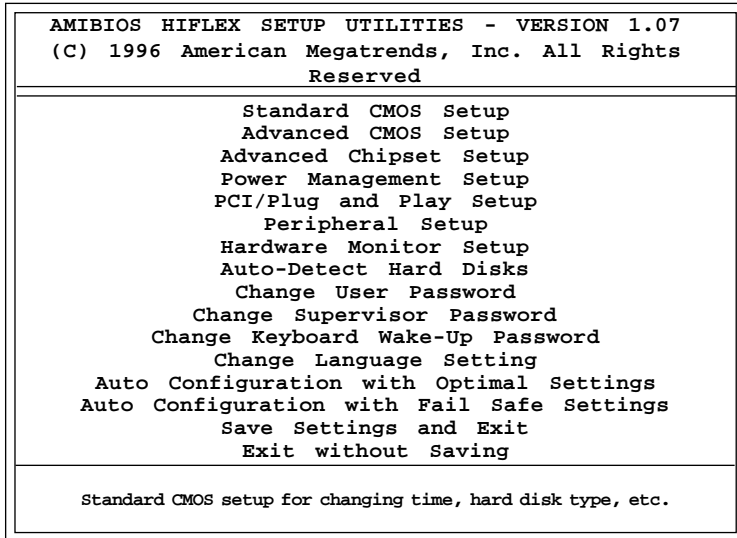 AMIBIOS HIFLEX SETUP UTILITIES - VERSION 1.07
(C) 1996 American Megatrends, Inc. All Rights
Reserved
Standard CMOS Setup
Advanced CMOS Setup
Advanced Chipset Setup
Power Management Setup
PCI/Plug and Play Setup
Peripheral Setup
Hardware Monitor Setup
Auto-Detect Hard Disks
Change User Password
Change Supervisor Password
Change Keyboard Wake-Up Password
Change Language Setting
Auto Configuration with Optimal Settings
Auto Configuration with Fail Safe Settings
Save Settings and Exit
Exit without Saving
Standard CMOS setup for changing time, hard disk type, etc.